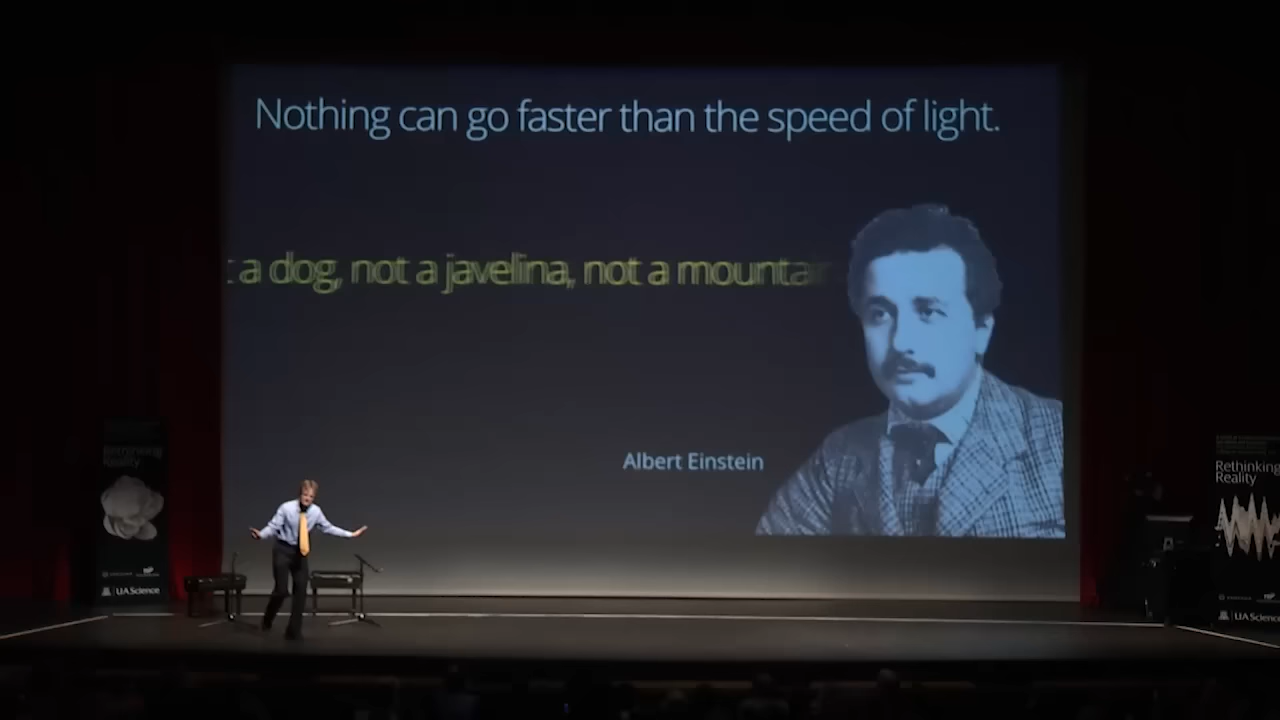 Nothing can go faster than the speed of light.
a dog, not a javelina, not a mountain
Albert Einstein
Rethinking
Reality
UA Science
Rethinking
Reality
UA Science